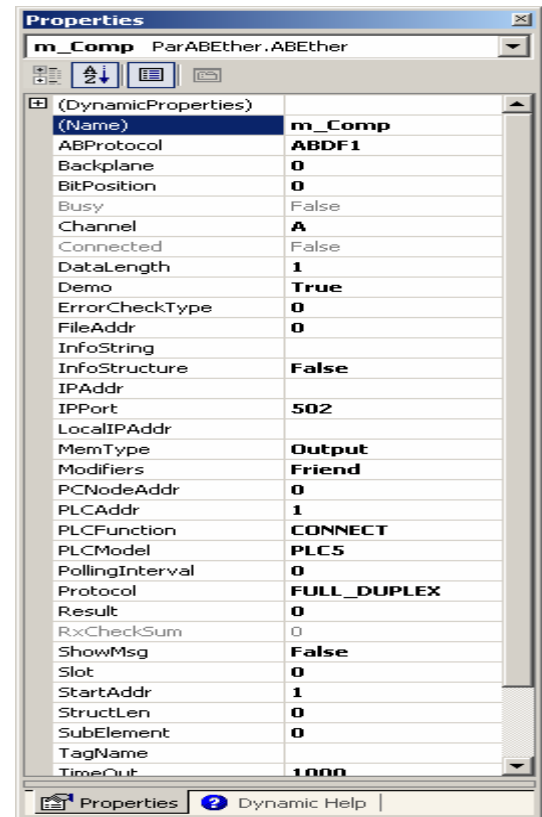 Properties
m_Comp ParABEther.ABEther
(DynamicProperties)
(Name) m_Comp
ABProtocol ABDF1
Backplane 0
BitPosition 0
Busy False
Channel A
Connected False
DataLength 1
Demo True
ErrorCheckType 0
FileAddr 0
InfoString
InfoStructure False
IPAddr
IPPort 502
LocalIPAddr
MemType Output
Modifiers Friend
PCNodeAddr 0
PLCAddr 1
PLCFunction CONNECT
PLCModel PLC5
PollingInterval 0
Protocol FULL_DUPLEX
Result 0
RxCheckSum 0
ShowMsg False
Slot 0
StartAddr 1
StructLen 0
SubElement 0
TagName
TimeOut 1000
Properties Dynamic Help